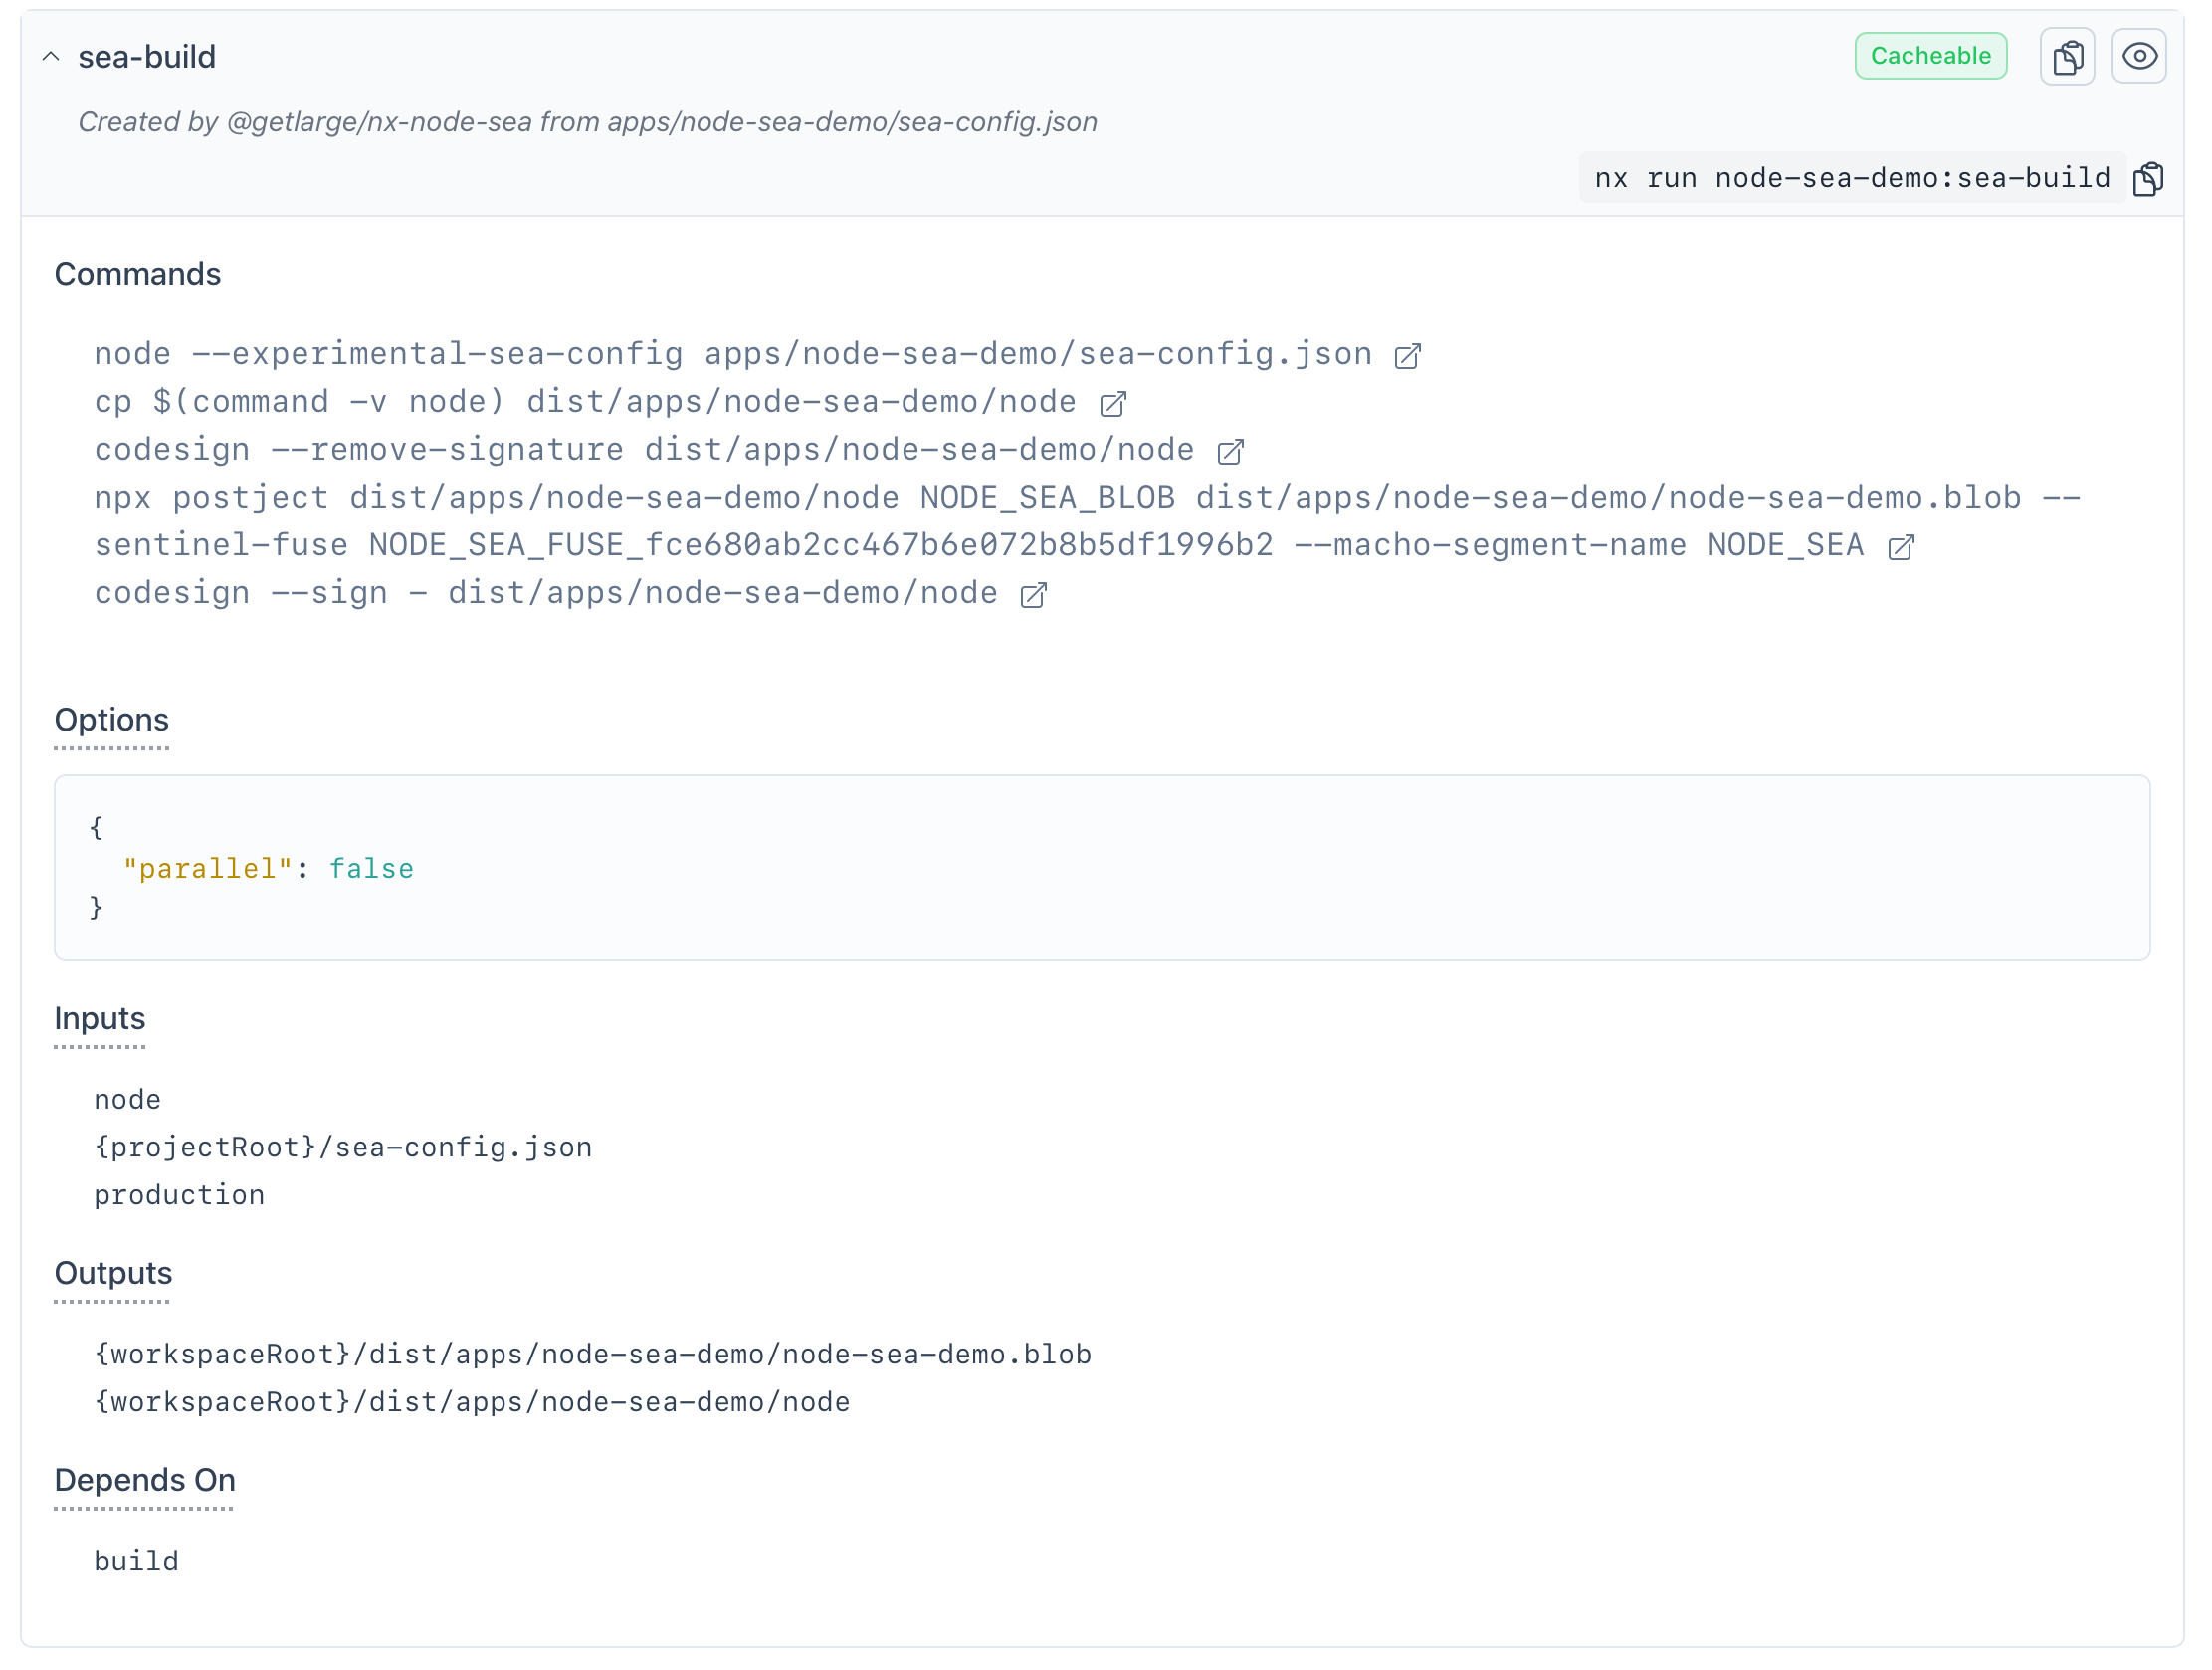 sea-build
Cacheable
Created by @getlarge/nx-node-sea from apps/node-sea-demo/sea-config.json
nx run node-sea-demo:sea-build
Commands
node --experimental-sea-config apps/node-sea-demo/sea-config.json
cp $(command -v node) dist/apps/node-sea-demo/node
codesign --remove-signature dist/apps/node-sea-demo/node
npx postject dist/apps/node-sea-demo/node NODE_SEA_BLOB dist/apps/node-sea-demo/node-sea-demo.blob --
sentinel-fuse NODE_SEA_FUSE_fce680ab2cc467b6e072b8b5df1996b2 --macho-segment-name NODE_SEA
codesign --sign - dist/apps/node-sea-demo/node
Options
{
"parallel": false
}
Inputs
node
{projectRoot}/sea-config.json
production
Outputs
{workspaceRoot}/dist/apps/node-sea-demo/node-sea-demo.blob
{workspaceRoot}/dist/apps/node-sea-demo/node
Depends On
build